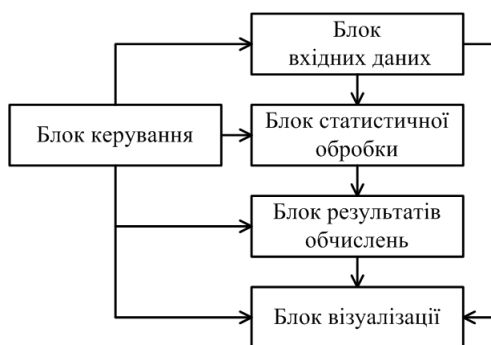 Блок
вхідних даних
Блок керування
Блок статистичної
обробки
Блок результатів
обчислень
Блок візуалізації